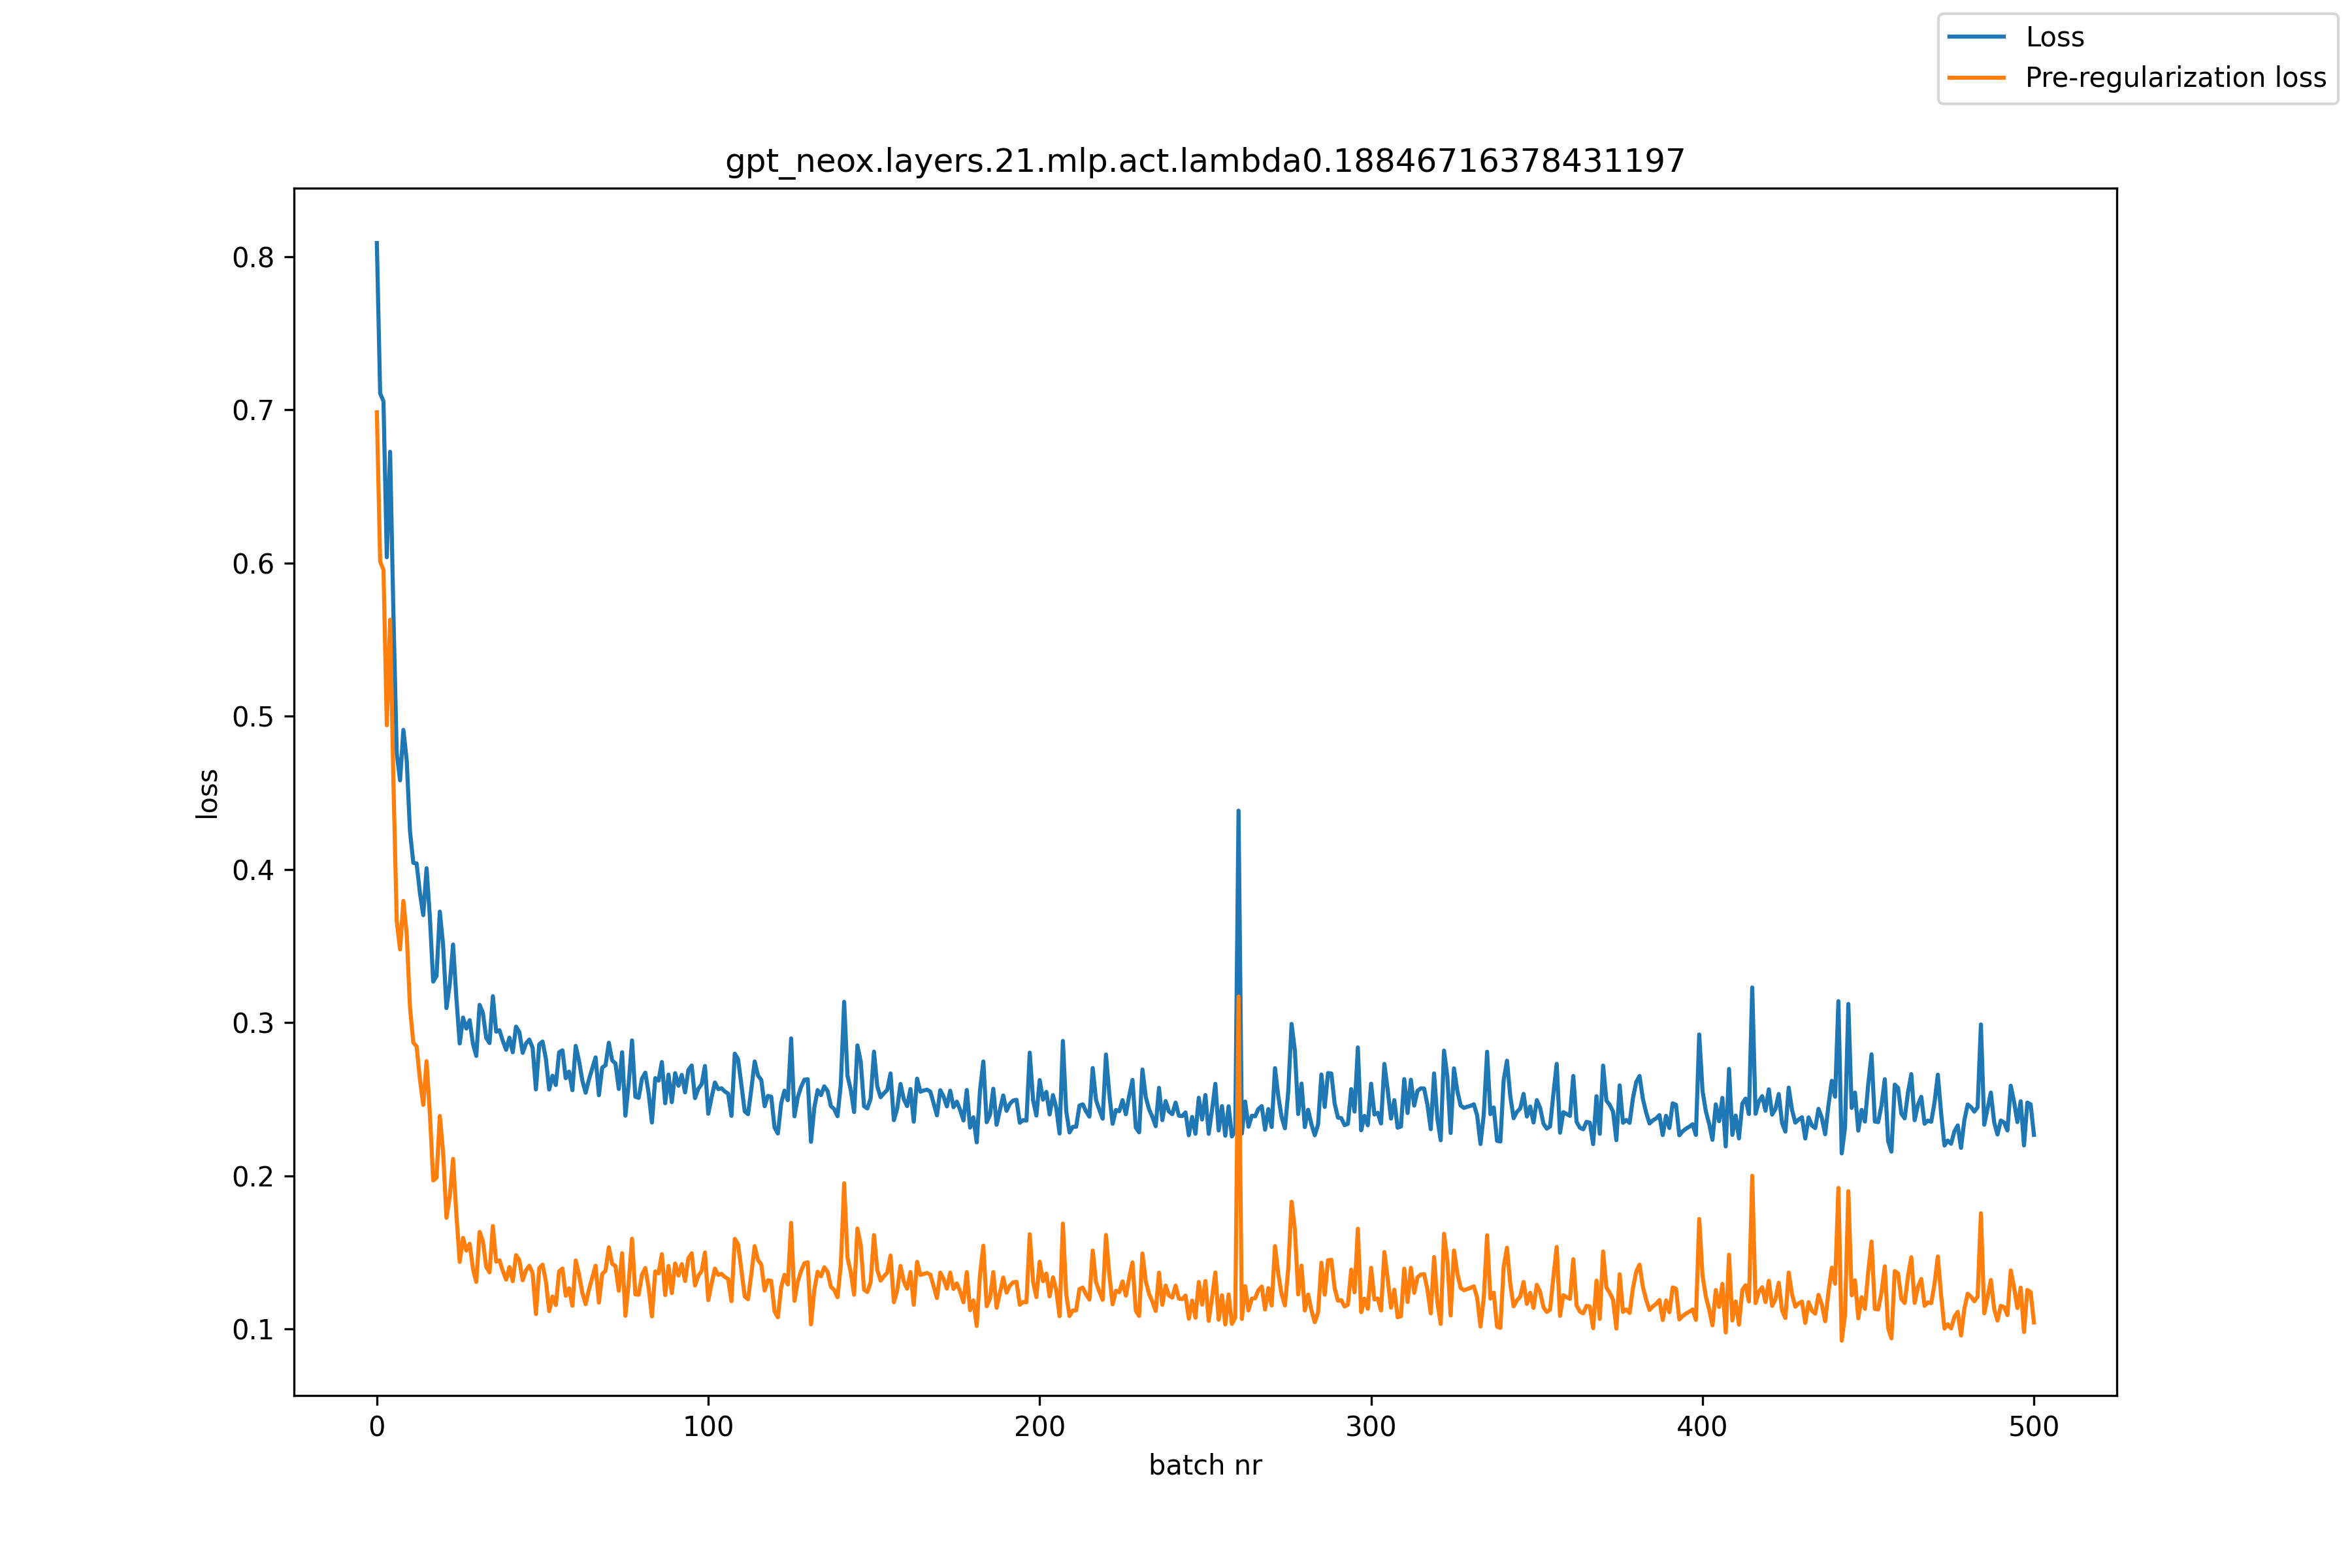 Loss
Pre-regularization loss
gpt_neox.layers.21.mlp.act.lambda0.18846716378431197
0.8
0.7
0.6
0.5
0.4
0.3
0.2
0.1
loss
0 100 200 300 400 500
batch nr